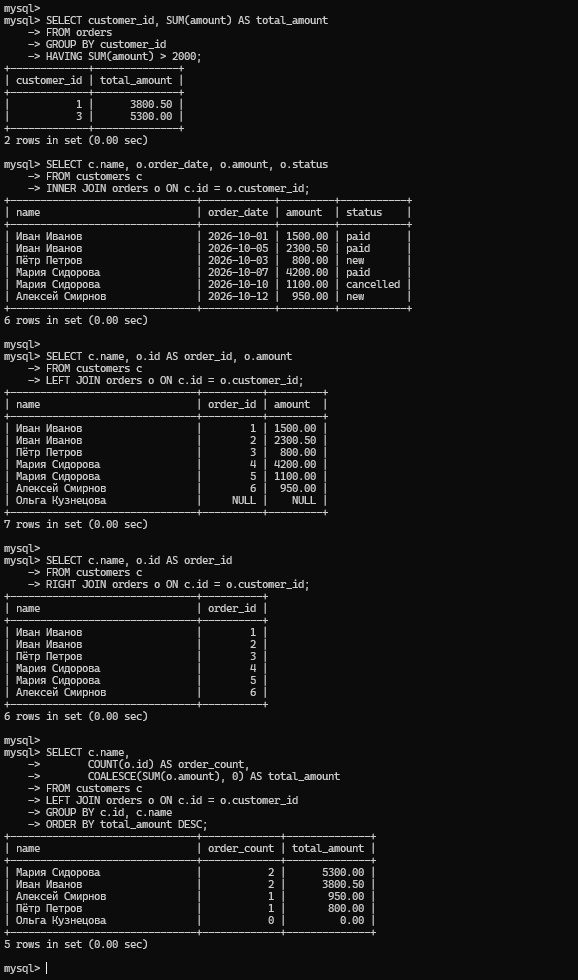 mysql>
mysql> SELECT customer_id, SUM(amount) AS total_amount
    -> FROM orders
    -> GROUP BY customer_id
    -> HAVING SUM(amount) > 2000;
+-------------+--------------+
| customer_id | total_amount |
+-------------+--------------+
|           1 |      3800.50 |
|           3 |      5300.00 |
+-------------+--------------+
2 rows in set (0.00 sec)

mysql> SELECT c.name, o.order_date, o.amount, o.status
    -> FROM customers c
    -> INNER JOIN orders o ON c.id = o.customer_id;
+-------------------------------+------------+---------+-----------+
| name                          | order_date | amount  | status    |
+-------------------------------+------------+---------+-----------+
| Иван Иванов                   | 2026-10-01 | 1500.00 | paid      |
| Иван Иванов                   | 2026-10-05 | 2300.50 | paid      |
| Пётр Петров                   | 2026-10-03 |  800.00 | new       |
| Мария Сидорова                | 2026-10-07 | 4200.00 | paid      |
| Мария Сидорова                | 2026-10-10 | 1100.00 | cancelled |
| Алексей Смирнов               | 2026-10-12 |  950.00 | new       |
+-------------------------------+------------+---------+-----------+
6 rows in set (0.00 sec)

mysql>
mysql> SELECT c.name, o.id AS order_id, o.amount
    -> FROM customers c
    -> LEFT JOIN orders o ON c.id = o.customer_id;
+-------------------------------+----------+---------+
| name                          | order_id | amount  |
+-------------------------------+----------+---------+
| Иван Иванов                   |        1 | 1500.00 |
| Иван Иванов                   |        2 | 2300.50 |
| Пётр Петров                   |        3 |  800.00 |
| Мария Сидорова                |        4 | 4200.00 |
| Мария Сидорова                |        5 | 1100.00 |
| Алексей Смирнов               |        6 |  950.00 |
| Ольга Кузнецова               |     NULL |    NULL |
+-------------------------------+----------+---------+
7 rows in set (0.00 sec)

mysql>
mysql> SELECT c.name, o.id AS order_id
    -> FROM customers c
    -> RIGHT JOIN orders o ON c.id = o.customer_id;
+-------------------------------+----------+
| name                          | order_id |
+-------------------------------+----------+
| Иван Иванов                   |        1 |
| Иван Иванов                   |        2 |
| Пётр Петров                   |        3 |
| Мария Сидорова                |        4 |
| Мария Сидорова                |        5 |
| Алексей Смирнов               |        6 |
+-------------------------------+----------+
6 rows in set (0.00 sec)

mysql>
mysql> SELECT c.name,
    ->        COUNT(o.id) AS order_count,
    ->        COALESCE(SUM(o.amount), 0) AS total_amount
    -> FROM customers c
    -> LEFT JOIN orders o ON c.id = o.customer_id
    -> GROUP BY c.id, c.name
    -> ORDER BY total_amount DESC;
+-------------------------------+-------------+--------------+
| name                          | order_count | total_amount |
+-------------------------------+-------------+--------------+
| Мария Сидорова                |           2 |      5300.00 |
| Иван Иванов                   |           2 |      3800.50 |
| Алексей Смирнов               |           1 |       950.00 |
| Пётр Петров                   |           1 |       800.00 |
| Ольга Кузнецова               |           0 |         0.00 |
+-------------------------------+-------------+--------------+
5 rows in set (0.00 sec)

mysql>